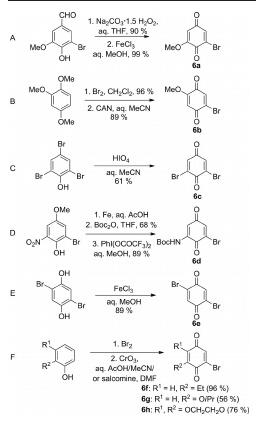 A
CHO
MeO
Br
OH
1. Na₂CO₃·1.5 H₂O₂,
aq. THF, 90 %
2. FeCl₃
aq. MeOH, 99 %
O
MeO
Br
O
6a
B
MeO
MeO
OMe
1. Br₂, CH₂Cl₂, 96 %
2. CAN, aq. MeCN
89 %
O
MeO
Br
O
6b
C
Br
Br
Br
OH
HIO₄
aq. MeCN
61 %
O
Br
Br
O
6c
D
OMe
O₂N
Br
OH
1. Fe, aq. AcOH
2. Boc₂O, THF, 68 %
3. PhI(OCOCF₃)₂
aq. MeOH, 89 %
O
BocHN
Br
O
6d
E
OH
Br
Br
OH
FeCl₃
aq. MeOH
89 %
O
Br
Br
O
6e
F
R¹
R²
OH
1. Br₂
2. CrO₃,
aq. AcOH/MeCN/
or salcomine, DMF
O
R¹
R²
Br
O
6f: R¹ = H, R² = Et (96 %)
6g: R¹ = H, R² = O/Pr (56 %)
6h: R¹, R² = OCH₂CH₂O (76 %)